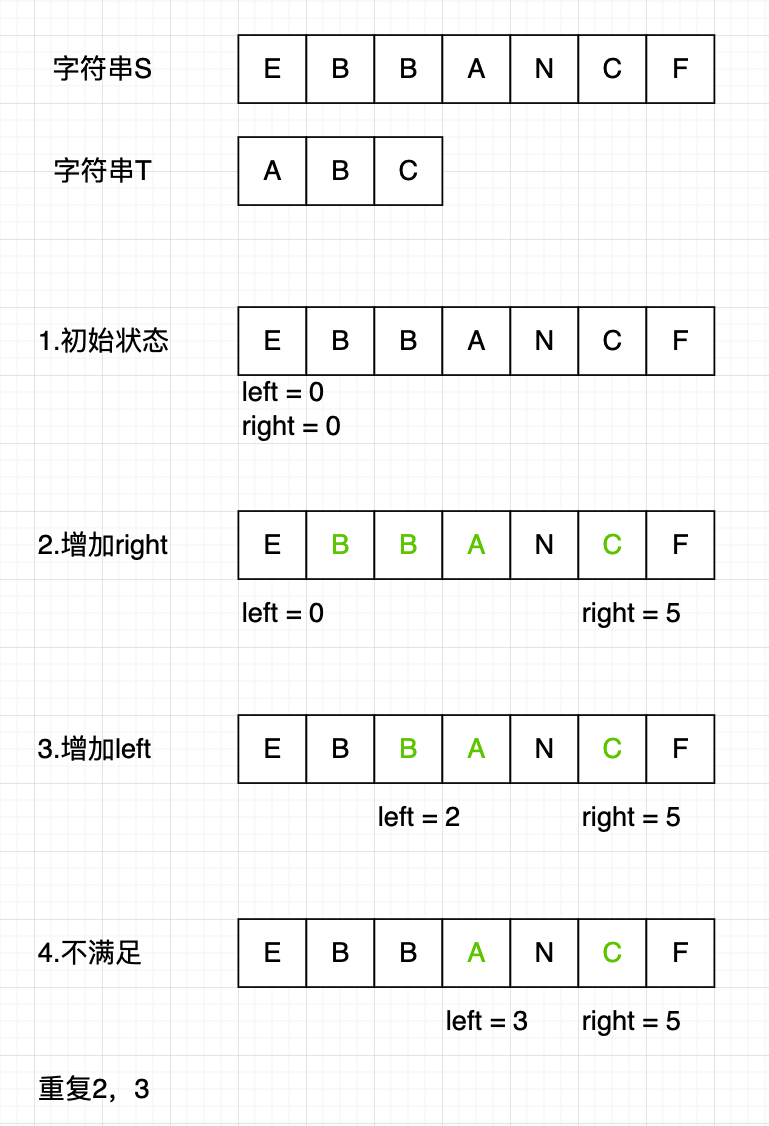 字符串S E B B A N C F
字符串T A B C
1.初始状态 E B B A N C F
left = 0
right = 0
2.增加right E B B A N C F
left = 0 right = 5
3.增加left E B B A N C F
left = 2 right = 5
4.不满足 E B B A N C F
left = 3 right = 5
重复2，3